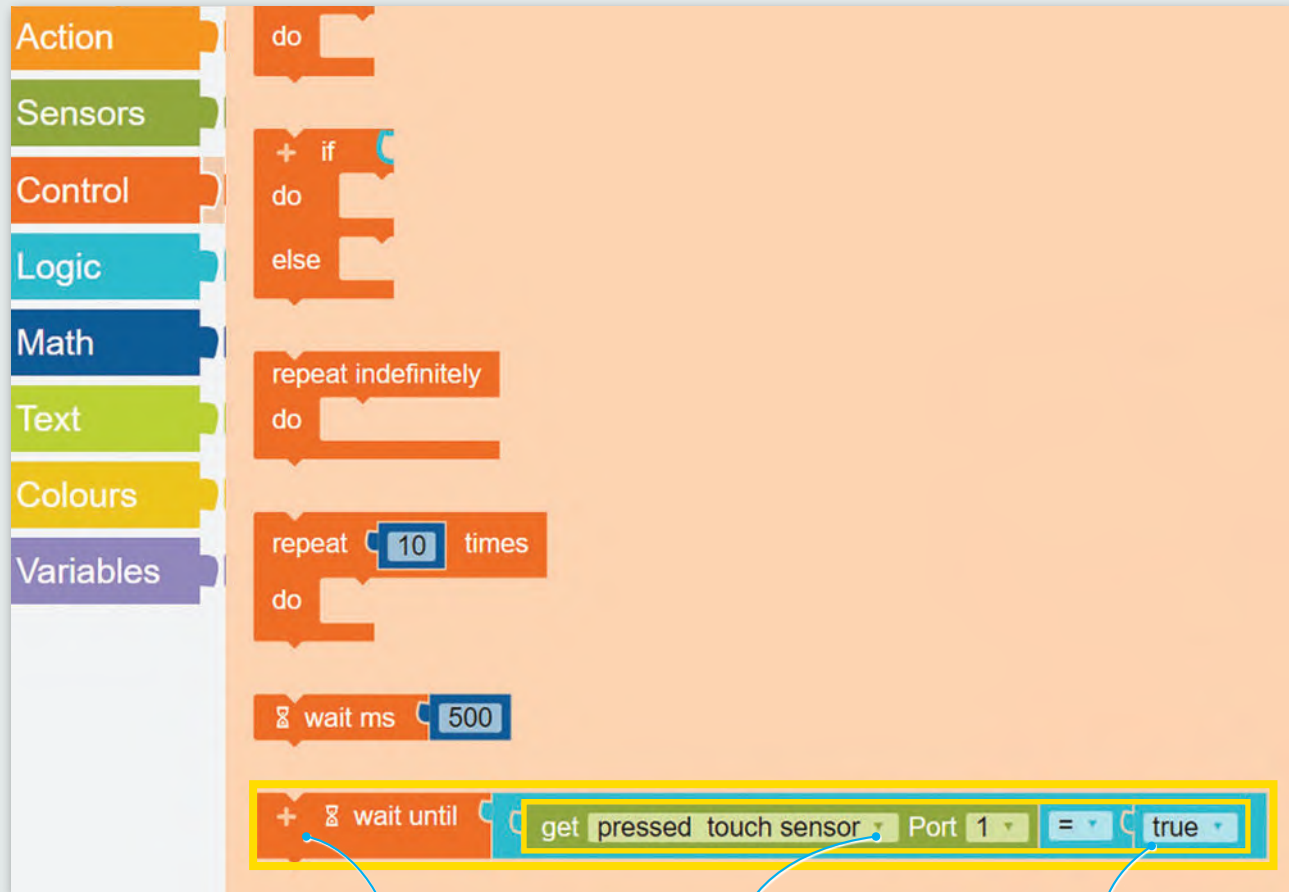 Action
Sensors
Control
Logic
Math
Text
Colours
Variables
do
+ if
do
else
repeat indefinitely
do
repeat 10 times
do
wait ms 500
+ wait until get pressed touch sensor Port 1 = true